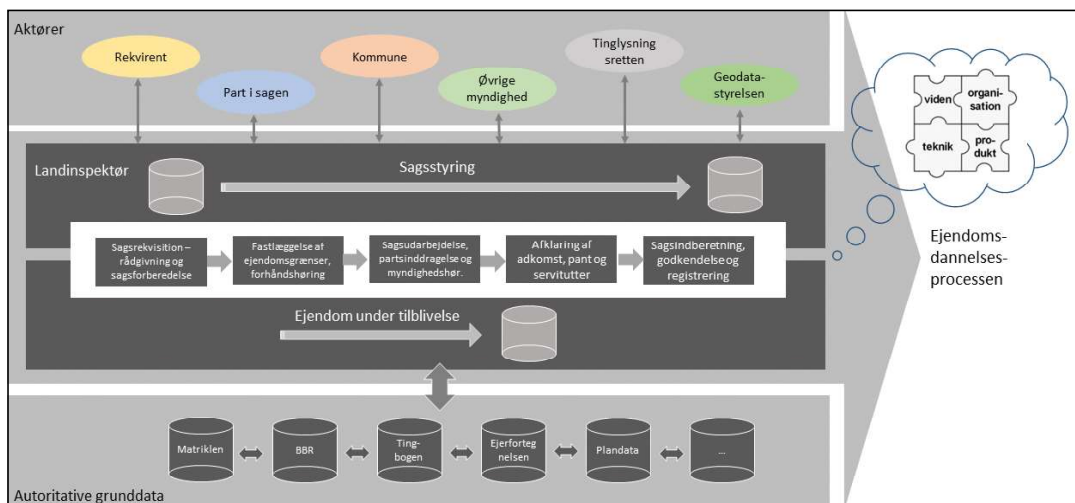 Aktører
Rekvirent
Part i sagen
Kommune
Øvrige
myndighed
Tinglysning
sretten
Geodata-
styrelsen
viden
organi-
sation
teknik
pro-
dukt
Ejendoms-
dannelses-
processen
Landinspektør
Sagsstyring
Sagsrekvisition –
rådgivning og
sagsforberedelse
Fastlæggelse af
ejendomsgrænser,
forhåndshøring
Sagsudarbejdelse,
partsinddragelse og
myndighedshør.
Afklaring af
adkomst, pant og
servitutter
Sagsindberetning,
godkendelse og
registrering
Ejendom under tilblivelse
Matriklen
BBR
Ting-
bogen
Ejerforteg
nelsen
Plandata
...
Autoritative grunddata